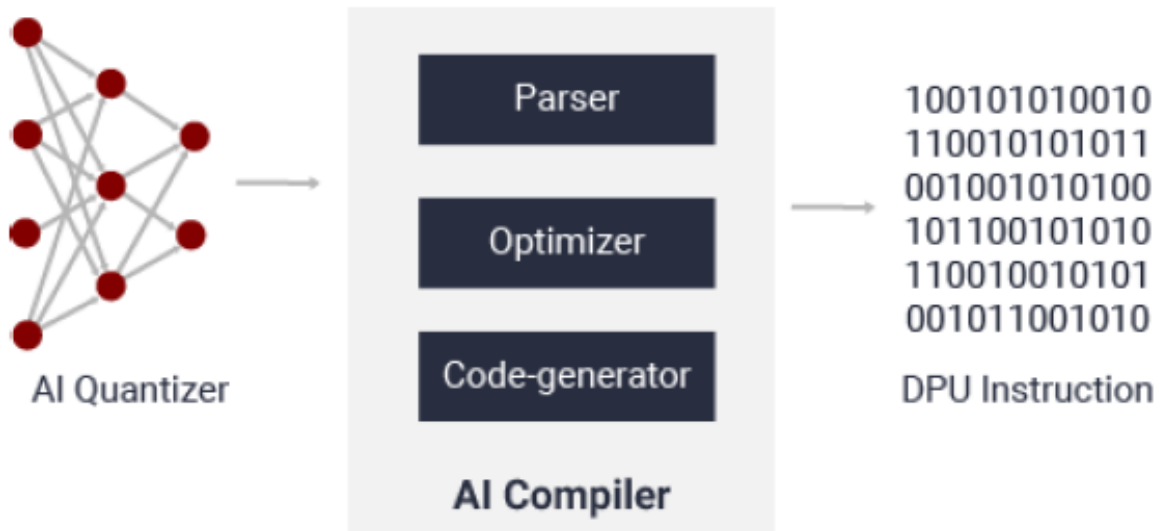 Parser
Optimizer
Code-generator
AI Compiler
AI Quantizer
100101010010
110010101011
001001010100
101100101010
110010010101
001011001010
DPU Instruction